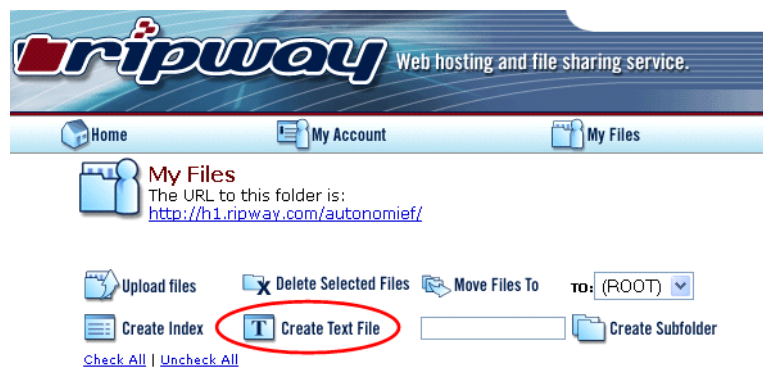 ripway Web hosting and file sharing service.
Home My Account My Files
My Files
The URL to this folder is:
http://h1.ripway.com/autonomief/
Upload files Delete Selected Files Move Files To TO: (ROOT)
Create Index T Create Text File Create Subfolder
Check All | Uncheck All